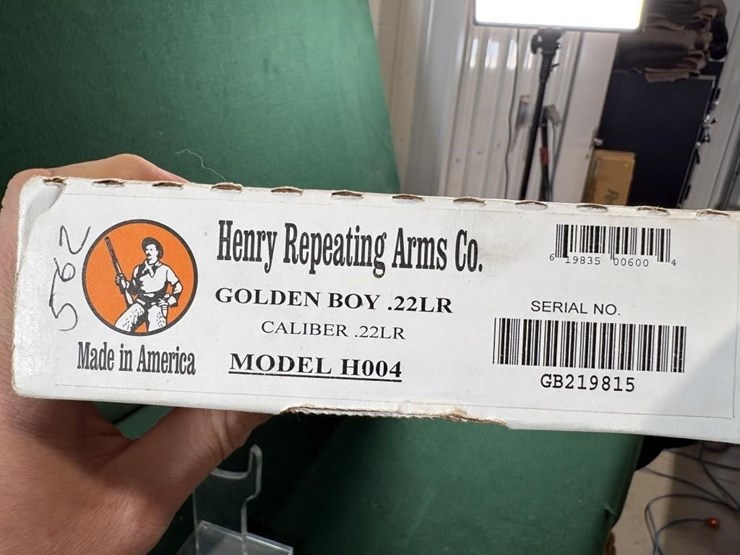 562
Henry Repeating Arms Co.
GOLDEN BOY .22LR
CALIBER .22LR
MODEL H004
Made in America
6 19835 00600 4
SERIAL NO.
GB219815